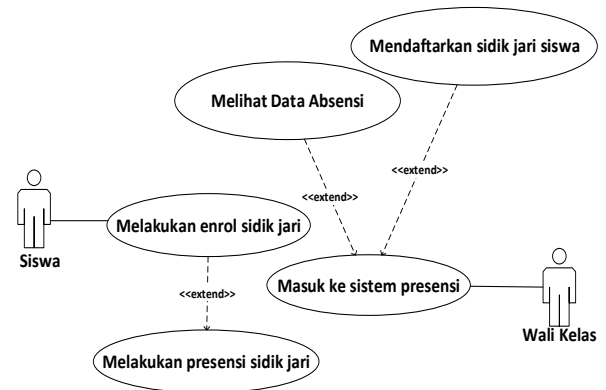 Mendaftarkan sidik jari siswa
Melihat Data Absensi
<<extend>>
<<extend>>
Melakukan enrol sidik jari
Siswa
Masuk ke sistem presensi
<<extend>>
Wali Kelas
Melakukan presensi sidik jari